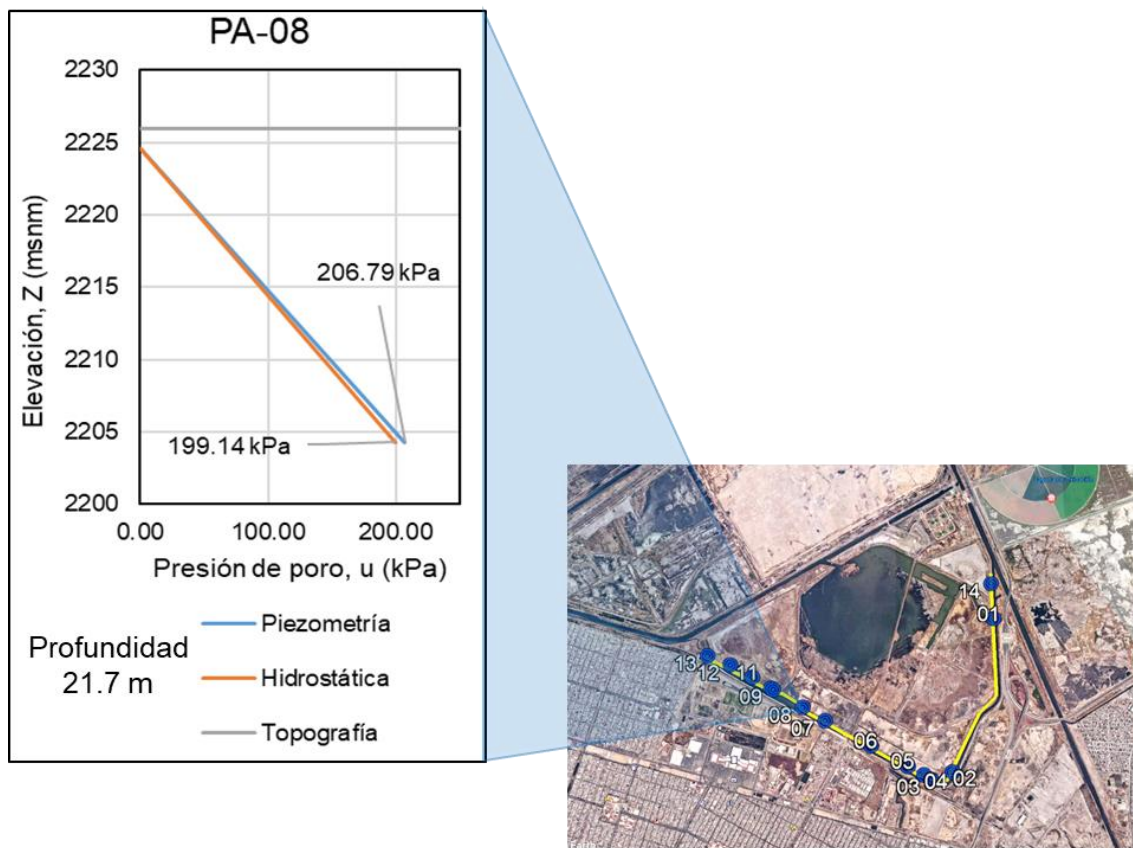 PA-08
2230
2225
2220
2215
2210
2205
2200
Elevación, Z (msnm)
206.79 kPa
199.14 kPa
0.00
100.00
200.00
Presión de poro, u (kPa)
Profundidad
21.7 m
Piezometría
Hidrostática
Topografía
14
01
13
12
11
09
08
07
06
05
03
04
02